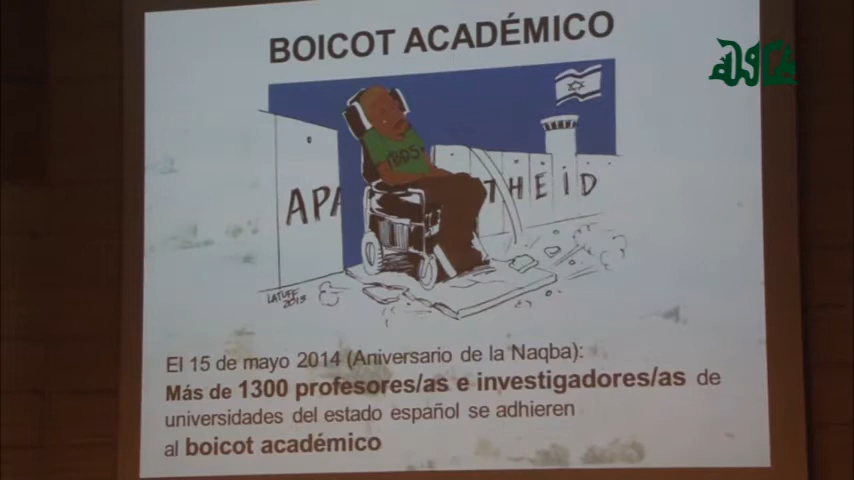 BOICOT ACADÉMICO
BDS
APA
THEID
LATUFF
2013
El 15 de mayo 2014 (Aniversario de la Naqba):
Más de 1300 profesores/as e investigadores/as de
universidades del estado español se adhieren
al boicot académico